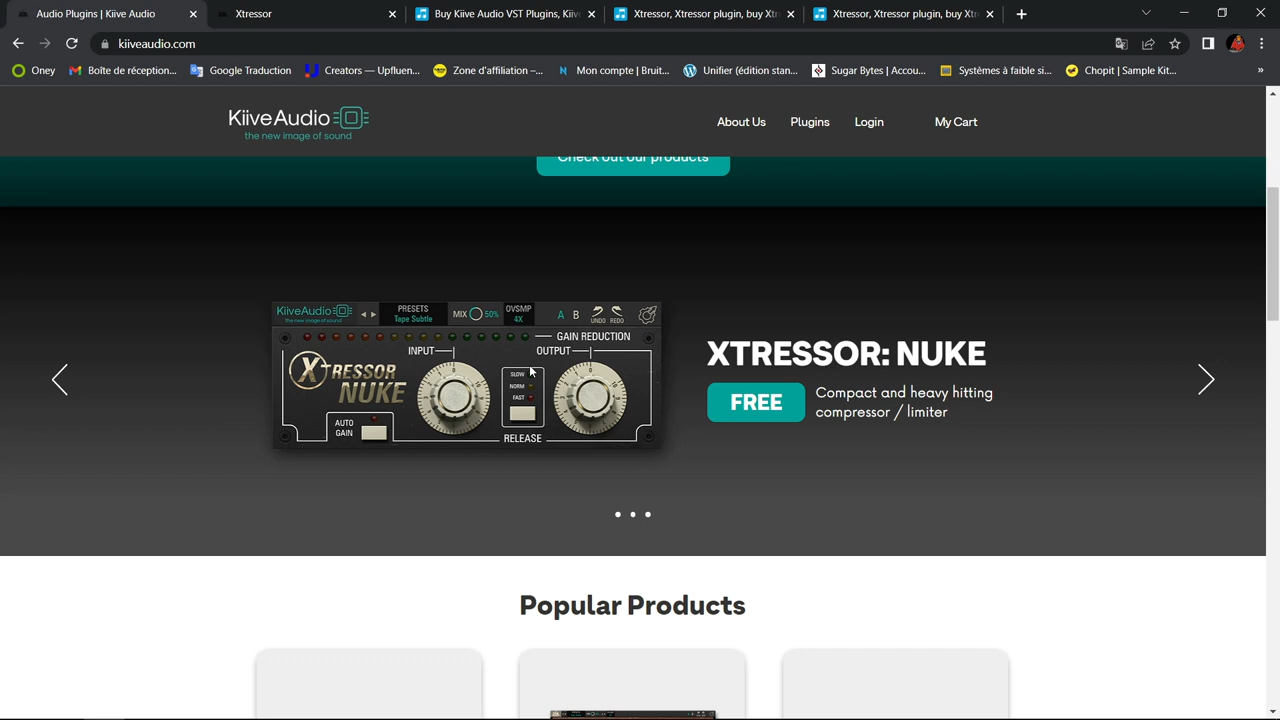 Audio Plugins | Kiive Audio
Xtressor
Buy Kiive Audio VST Plugins, Kiiv
Xtressor, Xtressor plugin, buy Xtr
Xtressor, Xtressor plugin, buy Xtr
kiiveaudio.com
Oney
Boîte de réception...
Google Traduction
Creators — Upfluen...
Zone d'affiliation –...
Mon compte | Bruit...
Unifier (édition stan...
Sugar Bytes | Accou...
Systèmes à faible si...
Chopit | Sample Kit...
»
KiiveAudio
the new image of sound
About Us
Plugins
Login
My Cart
Check out our products
KiiveAudio
the new image of sound
PRESETS
Tape Subtle
MIX
50%
OVSMP
4X
A
B
UNDO
REDO
GAIN REDUCTION
INPUT
OUTPUT
XTRESSOR
NUKE
SLOW
NORM
FAST
AUTO
GAIN
RELEASE
XTRESSOR: NUKE
FREE
Compact and heavy hitting
compressor / limiter
Popular Products